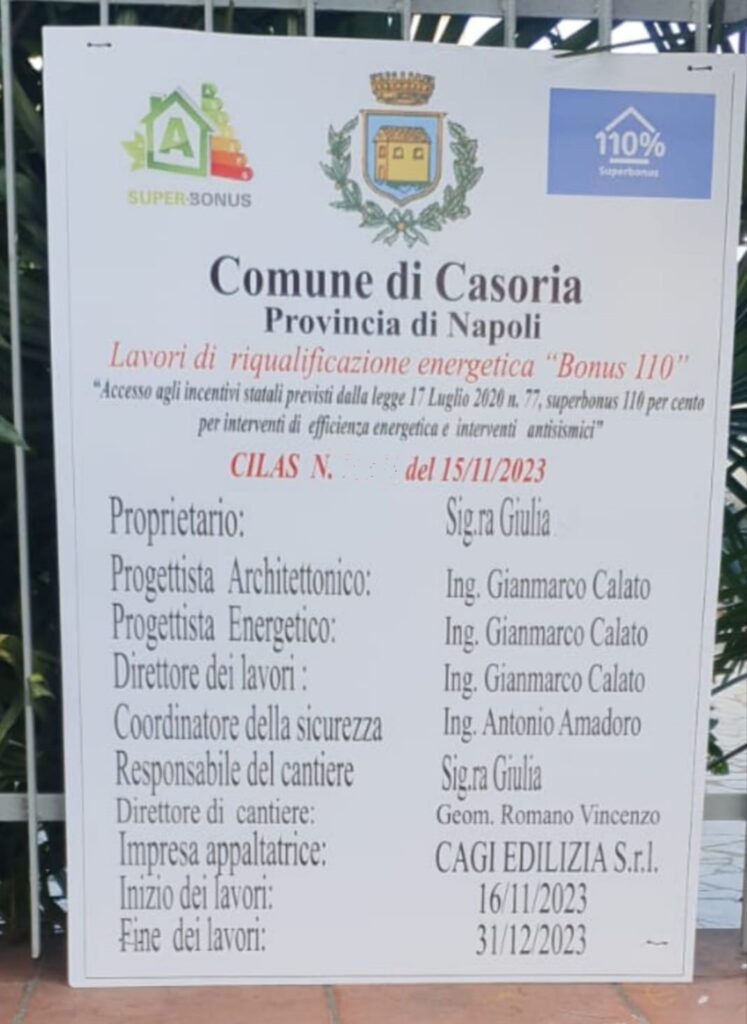 SUPER-BONUS
A
110%
Superbonus
Comune di Casoria
Provincia di Napoli
Lavori di riqualificazione energetica “Bonus 110”
“Accesso agli incentivi statali previsti dalla legge 17 Luglio 2020 n. 77, superbonus 110 per cento
per interventi di efficienza energetica e interventi antisismici”
CILAS N. del 15/11/2023
Proprietario: Sig.ra Giulia
Progettista Architettonico: Ing. Gianmarco Calato
Progettista Energetico: Ing. Gianmarco Calato
Direttore dei lavori : Ing. Gianmarco Calato
Coordinatore della sicurezza Ing. Antonio Amadoro
Responsabile del cantiere Sig.ra Giulia
Direttore di cantiere: Geom. Romano Vincenzo
Impresa appaltatrice: CAGI EDILIZIA S.r.l.
Inizio dei lavori: 16/11/2023
Fine dei lavori: 31/12/2023